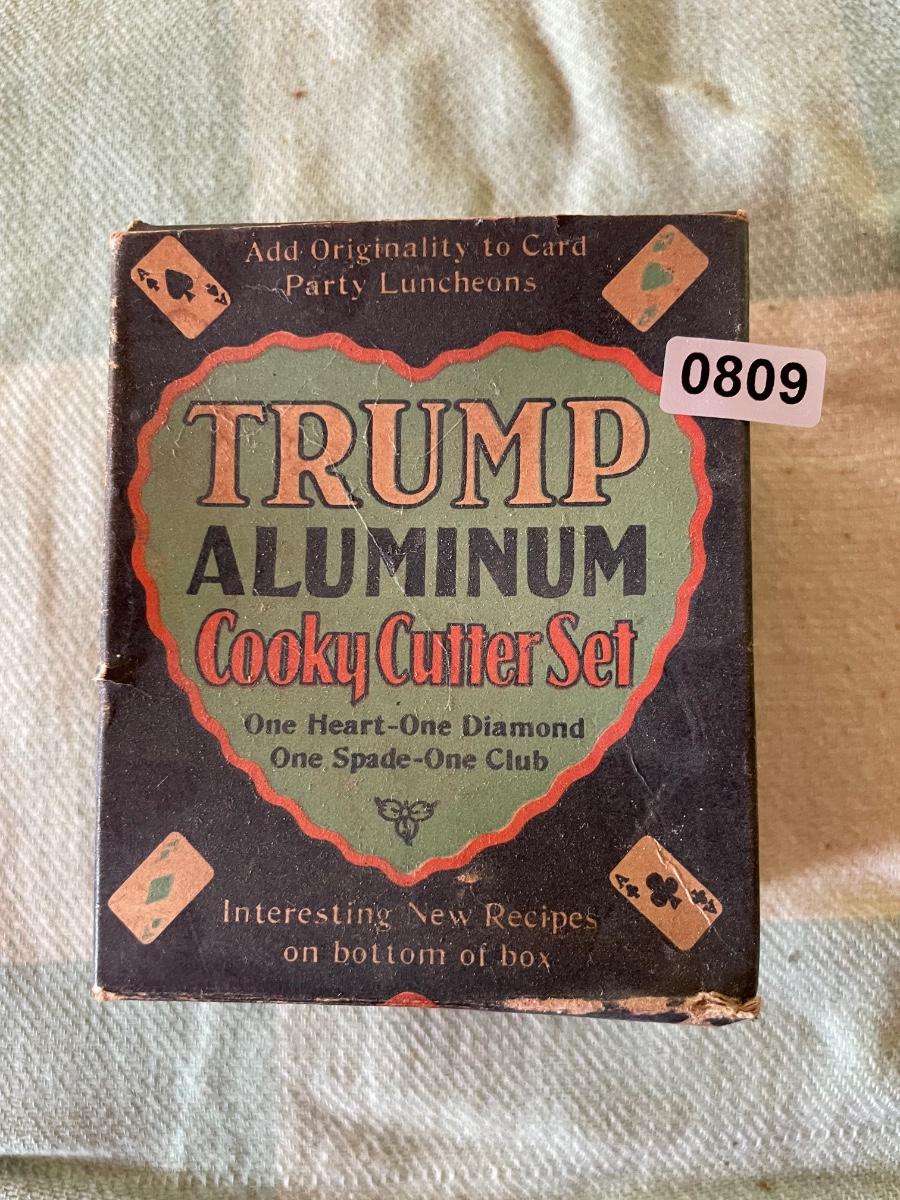 Add Originality to Card
Party Luncheons
0809
TRUMP
ALUMINUM
Cooky Cutter Set
One Heart-One Diamond
One Spade-One Club
Interesting New Recipes
on bottom of box